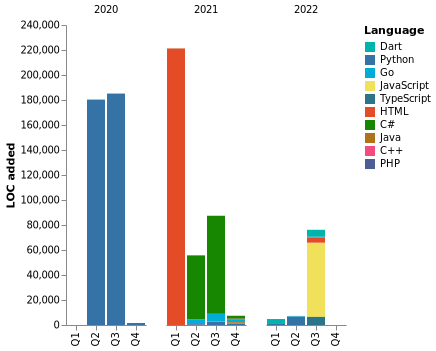 2020 2021 2022
240,000
220,000
200,000
180,000
160,000
140,000
120,000
100,000
80,000
60,000
40,000
20,000
0
LOC added
Q1 Q2 Q3 Q4 Q1 Q2 Q3 Q4 Q1 Q2 Q3 Q4
Language
Dart
Python
Go
JavaScript
TypeScript
HTML
C#
Java
C++
PHP